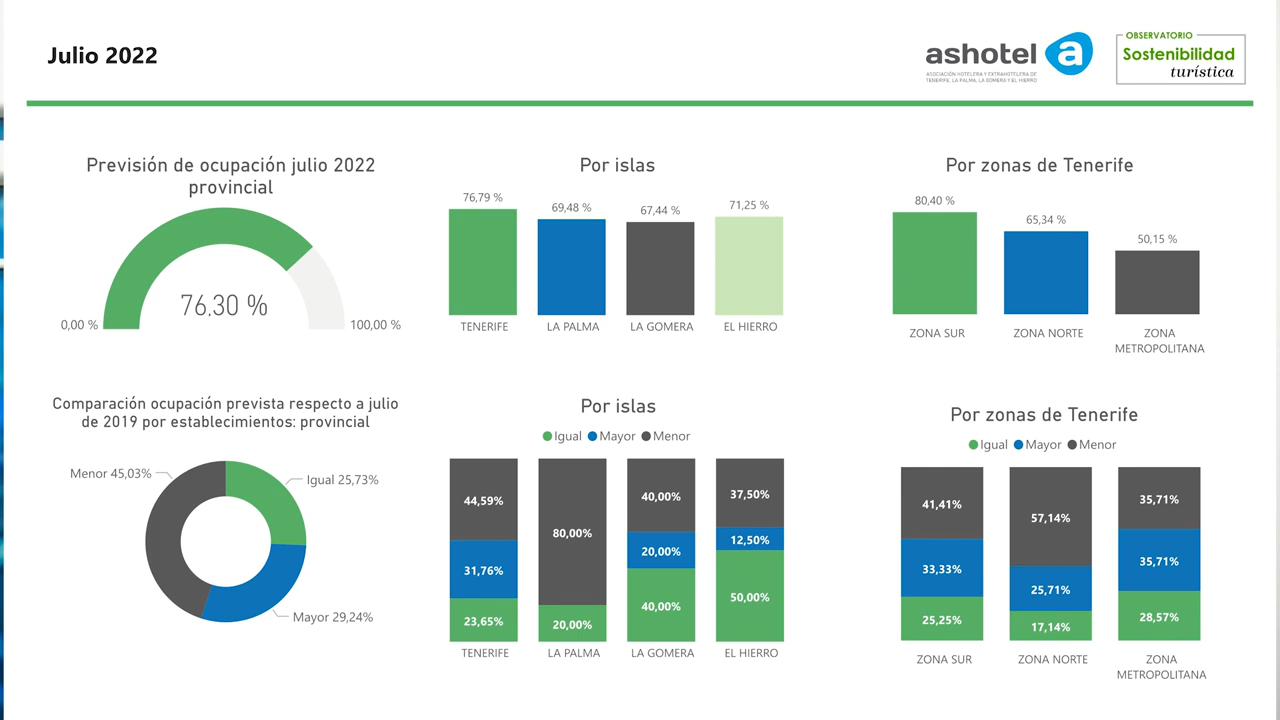 Julio 2022
ashotel a
ASOCIACIÓN HOTELERA Y EXTRAHOTELERA DE
TENERIFE, LA PALMA, LA GOMERA Y EL HIERRO
OBSERVATORIO
Sostenibilidad
turística
Previsión de ocupación julio 2022
provincial
76,30 %
0,00 %
100,00 %
Por islas
76,79 %
69,48 %
67,44 %
71,25 %
TENERIFE
LA PALMA
LA GOMERA
EL HIERRO
Por zonas de Tenerife
80,40 %
65,34 %
50,15 %
ZONA SUR
ZONA NORTE
ZONA
METROPOLITANA
Comparación ocupación prevista respecto a julio
de 2019 por establecimientos: provincial
Menor 45,03%
Igual 25,73%
Mayor 29,24%
Por islas
Igual Mayor Menor
44,59%
31,76%
23,65%
80,00%
20,00%
40,00%
20,00%
40,00%
37,50%
12,50%
50,00%
TENERIFE
LA PALMA
LA GOMERA
EL HIERRO
Por zonas de Tenerife
Igual Mayor Menor
41,41%
33,33%
25,25%
57,14%
25,71%
17,14%
35,71%
35,71%
28,57%
ZONA SUR
ZONA NORTE
ZONA
METROPOLITANA